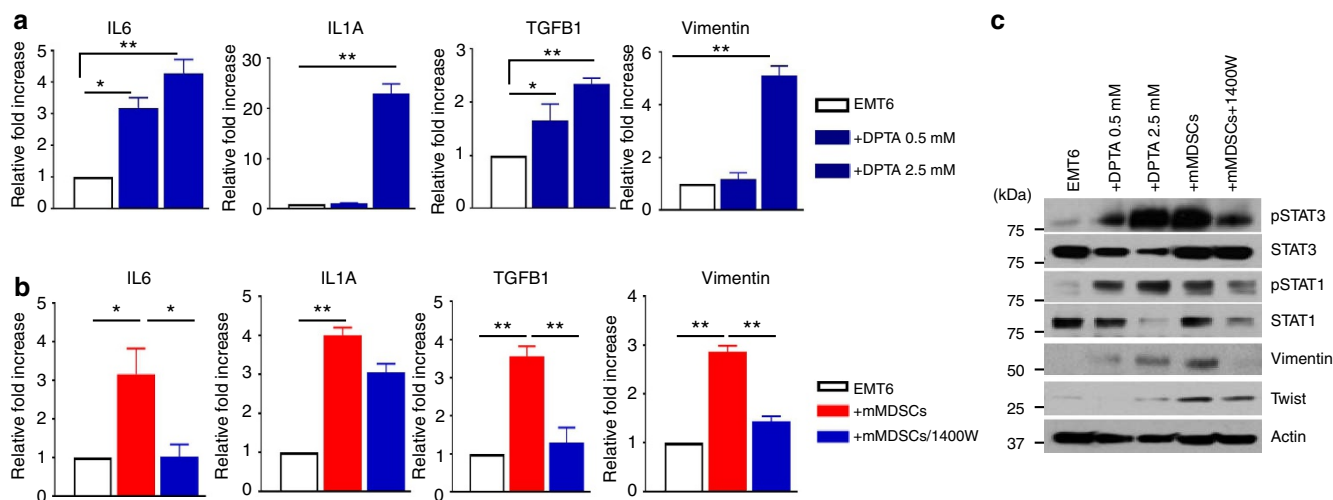 a
IL6
IL1A
TGFB1
Vimentin
Relative fold increase
5
4
3
2
1
0
*
**
Relative fold increase
30
20
10
0
**
Relative fold increase
2
1
0
*
**
Relative fold increase
6
4
2
0
**
EMT6
+DPTA 0.5 mM
+DPTA 2.5 mM
b
IL6
IL1A
TGFB1
Vimentin
Relative fold increase
5
4
3
2
1
0
*
*
Relative fold increase
5
4
3
2
1
0
**
Relative fold increase
5
4
3
2
1
0
**
**
Relative fold increase
4
3
2
1
0
**
**
EMT6
+mMDSCs
+mMDSCs/1400W
c
EMT6
+DPTA 0.5 mM
+DPTA 2.5 mM
+mMDSCs
+mMDSCs+1400W
(kDa)
75
pSTAT3
75
STAT3
75
pSTAT1
75
STAT1
50
Vimentin
25
Twist
37
Actin